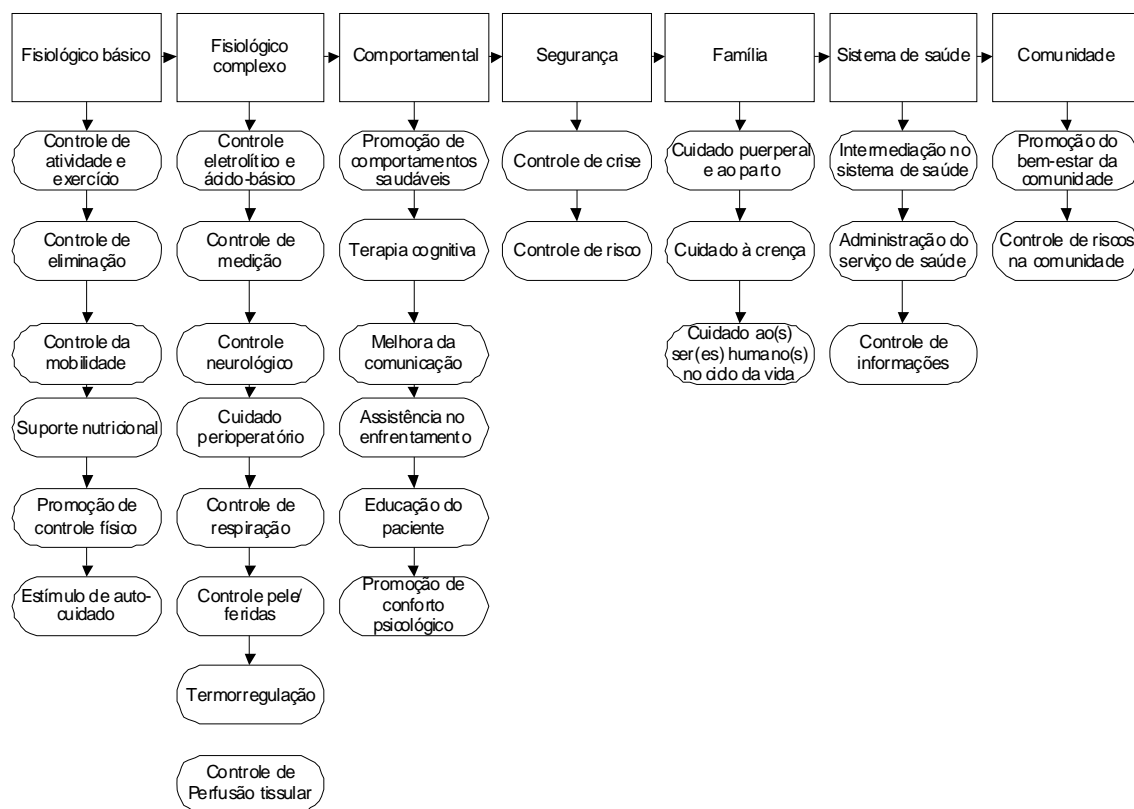 Fisiológico básico
Fisiológico
complexo
Comportamental
Segurança
Família
Sistema de saúde
Comunidade
Controle de
atividade e
exercício
Controle de
eliminação
Controle da
mobilidade
Suporte nutricional
Promoção de
controle físico
Estímulo de auto-
cuidado
Controle
eletrolítico e
ácido-básico
Controle de
medição
Controle
neurológico
Cuidado
perioperatório
Controle de
respiração
Controle pele/
feridas
Termorregulação
Controle de
Perfusão tissular
Promoção de
comportamentos
saudáveis
Terapia cognitiva
Melhora da
comunicação
Assistência no
enfrentamento
Educação do
paciente
Promoção de
conforto
psicológico
Controle de crise
Controle de risco
Cuidado puerperal
e ao parto
Cuidado à crença
Cuidado ao(s)
ser(es) humano(s)
no ciclo da vida
Intermediação no
sistema de saúde
Administração do
serviço de saúde
Controle de
informações
Promoção do
bem-estar da
comunidade
Controle de riscos
na comunidade